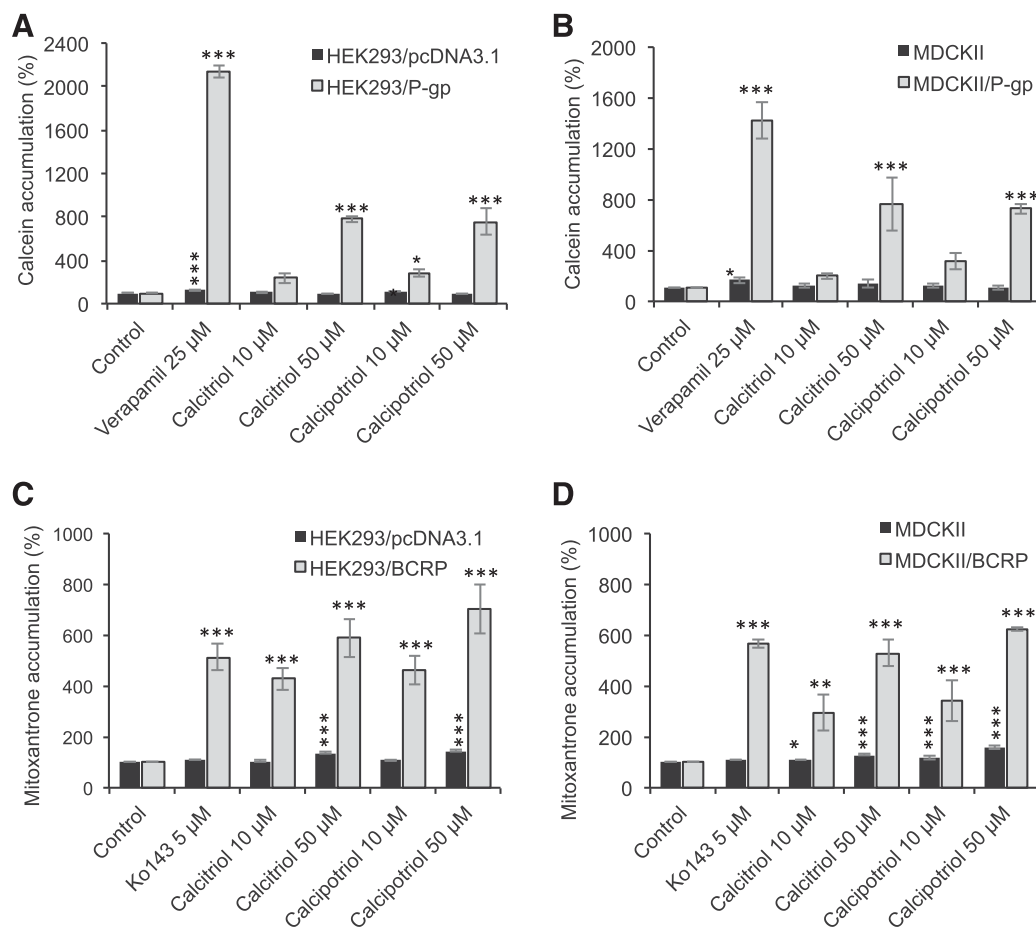 A
Calcein accumulation (%)
2400
2000
1600
1200
800
400
0
HEK293/pcDNA3.1
HEK293/P-gp
***
***
***
*
*
***
Control
Verapamil 25 µM
Calcitriol 10 µM
Calcitriol 50 µM
Calcipotriol 10 µM
Calcipotriol 50 µM
B
Calcein accumulation (%)
2000
1600
1200
800
400
0
MDCKII
MDCKII/P-gp
*
***
***
***
Control
Verapamil 25 µM
Calcitriol 10 µM
Calcitriol 50 µM
Calcipotriol 10 µM
Calcipotriol 50 µM
C
Mitoxantrone accumulation (%)
1000
800
600
400
200
0
HEK293/pcDNA3.1
HEK293/BCRP
***
***
***
***
***
***
***
Control
Ko143 5 µM
Calcitriol 10 µM
Calcitriol 50 µM
Calcipotriol 10 µM
Calcipotriol 50 µM
D
Mitoxantrone accumulation (%)
1000
800
600
400
200
0
MDCKII
MDCKII/BCRP
***
*
**
***
***
***
***
***
***
Control
Ko143 5 µM
Calcitriol 10 µM
Calcitriol 50 µM
Calcipotriol 10 µM
Calcipotriol 50 µM